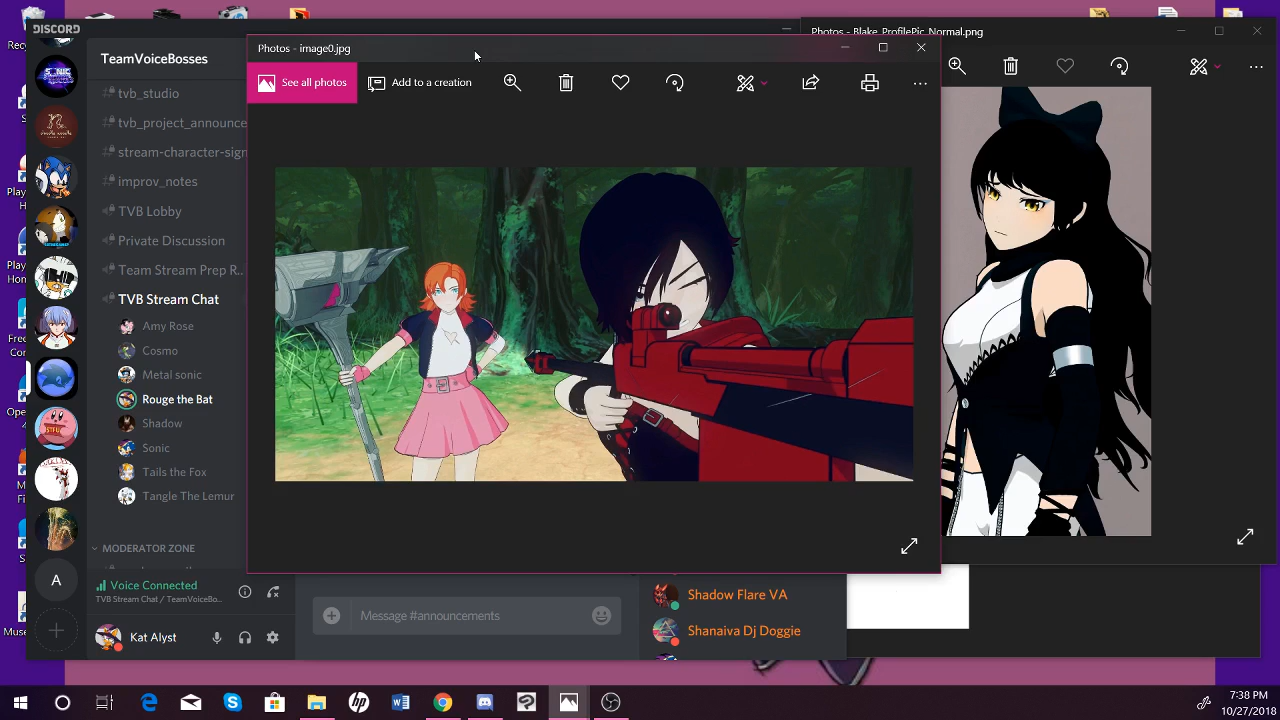 DISCORD
TeamVoiceBosses
tvb_studio
tvb_project_announce
stream-character-sign
improv_notes
TVB Lobby
Private Discussion
Team Stream Prep R...
TVB Stream Chat
Amy Rose
Cosmo
Metal sonic
Rouge the Bat
Shadow
Sonic
Tails the Fox
Tangle The Lemur
MODERATOR ZONE
Voice Connected
TVB Stream Chat / TeamVoiceBo...
Kat Alyst
A
Photos - image0.jpg
See all photos
Add to a creation
Photos - Blake_ProfilePic_Normal.png
Message #announcements
Shadow Flare VA
Shanaiva Dj Doggie
7:38 PM
10/27/2018